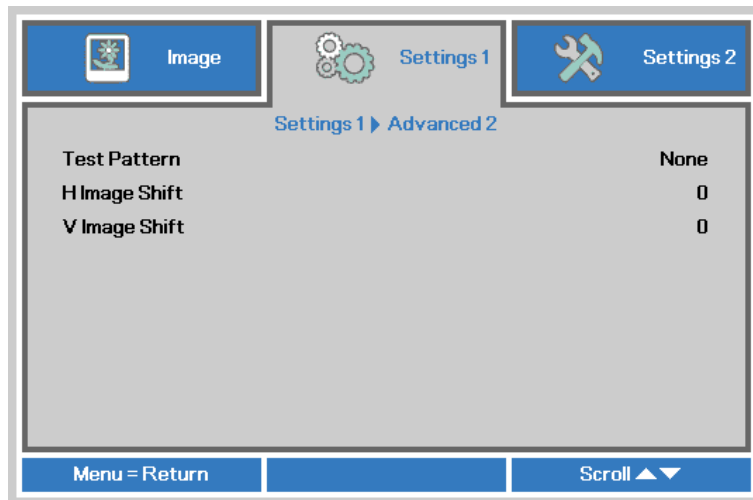 Image
Settings 1
Settings 2
Settings 1 ▶ Advanced 2
Test Pattern None
H Image Shift 0
V Image Shift 0
Menu = Return
Scroll ▲▼